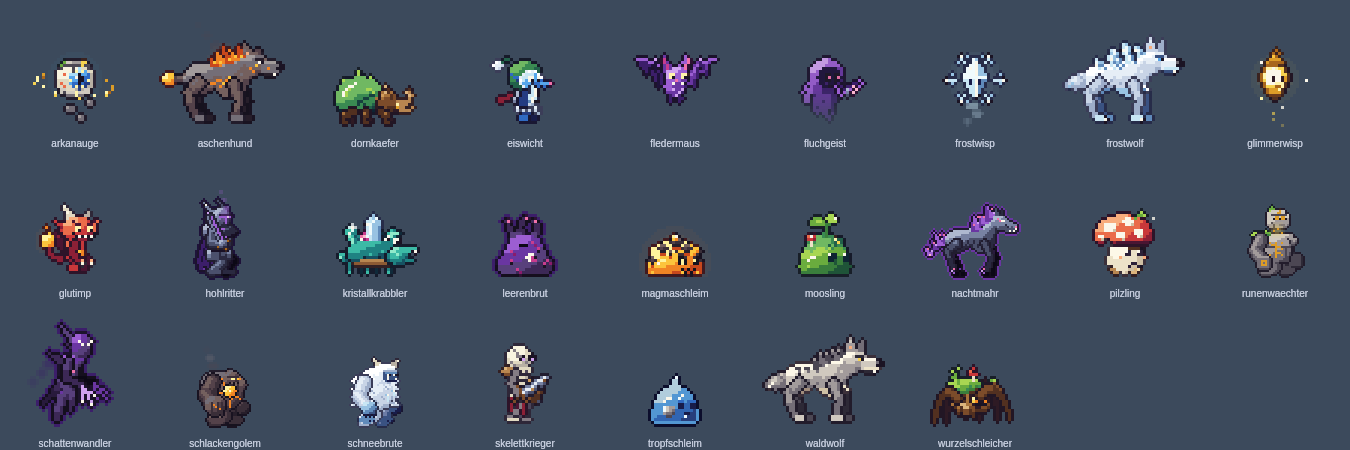 arkanauge aschenhund dornkaefer eiswicht fledermaus fluchgeist frostwisp frostwolf glimmerwisp
glutimp hohlritter kristallkrabbler leerenbrut magmaschleim moosling nachtmahr pilzling runenwaechter
schattenwandler schlackengolem schneebrute skelettkrieger tropfschleim waldwolf wurzelschleicher